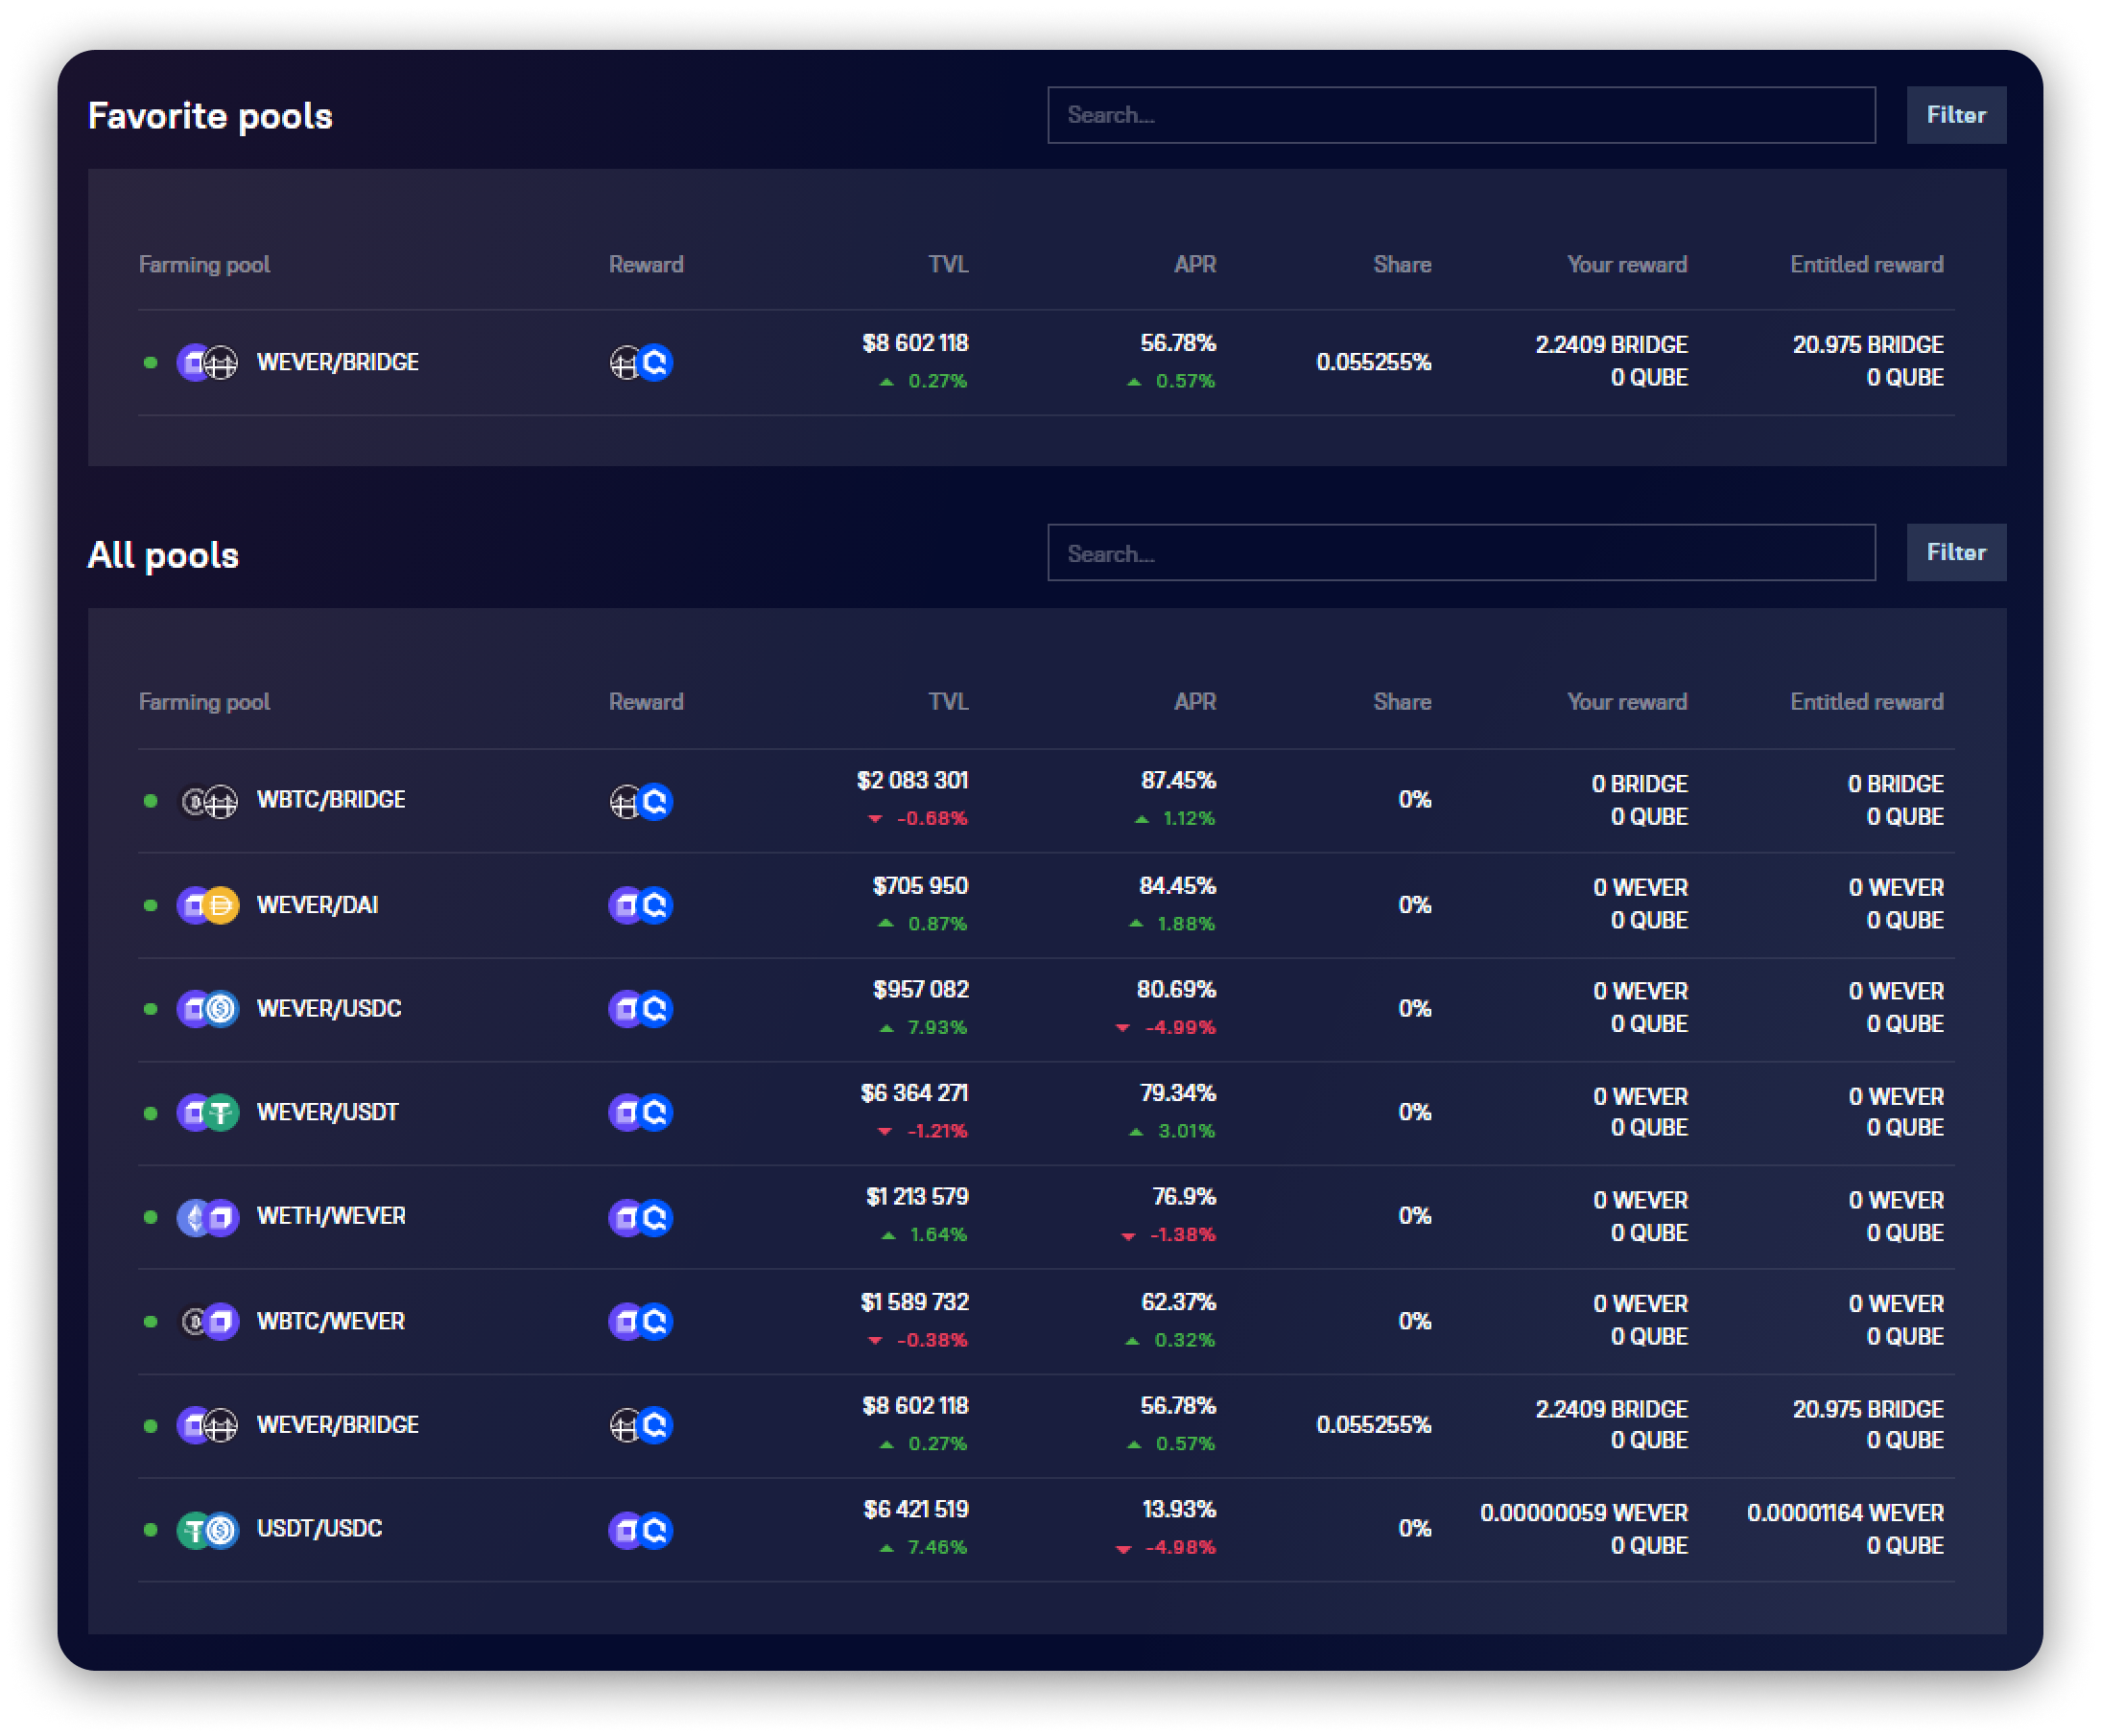 Favorite pools
Search...
Filter
Farming pool Reward TVL APR Share Your reward Entitled reward
WEVER/BRIDGE $8 602 118 0.27% 56.78% 0.57% 0.055255% 2.2409 BRIDGE 0 QUBE 20.975 BRIDGE 0 QUBE
All pools
Search...
Filter
Farming pool Reward TVL APR Share Your reward Entitled reward
WBTC/BRIDGE $2 083 301 -0.68% 87.45% 1.12% 0% 0 BRIDGE 0 QUBE 0 BRIDGE 0 QUBE
WEVER/DAI $705 950 0.87% 84.45% 1.88% 0% 0 WEVER 0 QUBE 0 WEVER 0 QUBE
WEVER/USDC $957 082 7.93% 80.69% -4.99% 0% 0 WEVER 0 QUBE 0 WEVER 0 QUBE
WEVER/USDT $6 364 271 -1.21% 79.34% 3.01% 0% 0 WEVER 0 QUBE 0 WEVER 0 QUBE
WETH/WEVER $1 213 579 1.64% 76.9% -1.38% 0% 0 WEVER 0 QUBE 0 WEVER 0 QUBE
WBTC/WEVER $1 589 732 -0.38% 62.37% 0.32% 0% 0 WEVER 0 QUBE 0 WEVER 0 QUBE
WEVER/BRIDGE $8 602 118 0.27% 56.78% 0.57% 0.055255% 2.2409 BRIDGE 0 QUBE 20.975 BRIDGE 0 QUBE
USDT/USDC $6 421 519 7.46% 13.93% -4.98% 0% 0.00000059 WEVER 0 QUBE 0.00001164 WEVER 0 QUBE